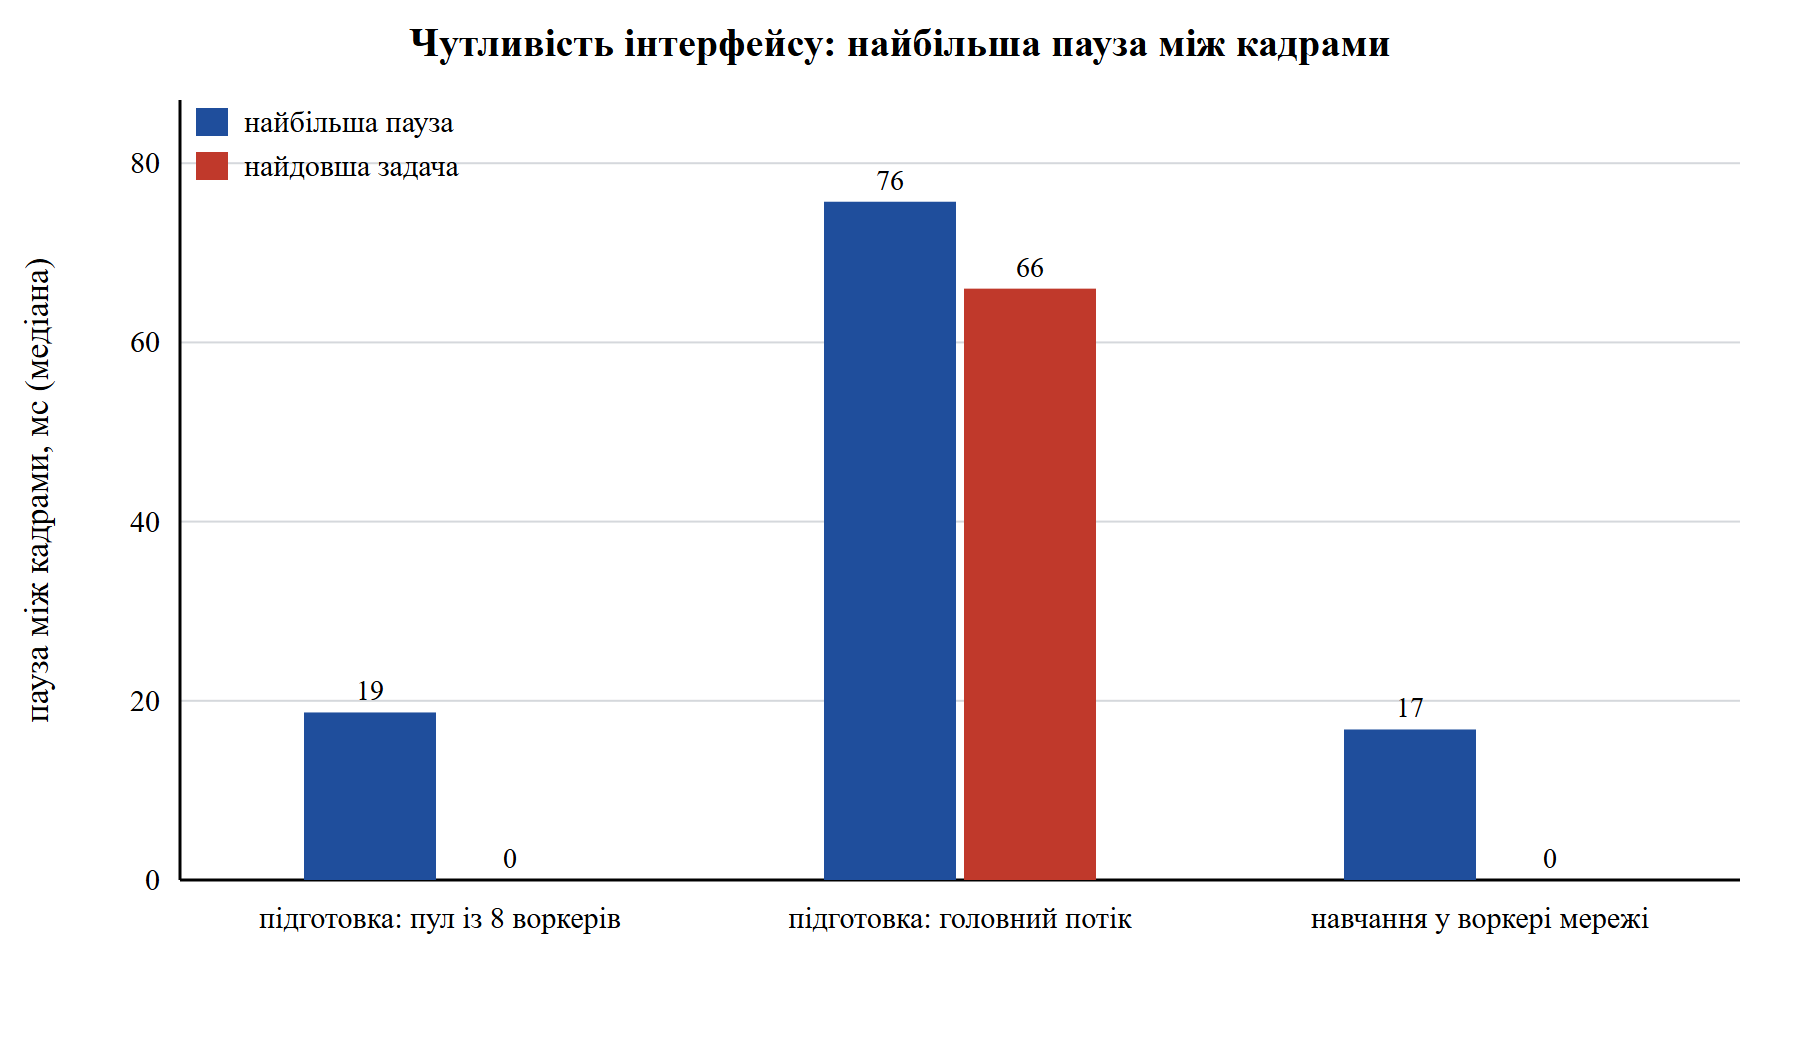 Чутливість інтерфейсу: найбільша пауза між кадрами
найбільша пауза
найдовша задача
пауза між кадрами, мс (медіана)
80
60
40
20
0
19
0
76
66
17
0
підготовка: пул із 8 воркерів
підготовка: головний потік
навчання у воркері мережі